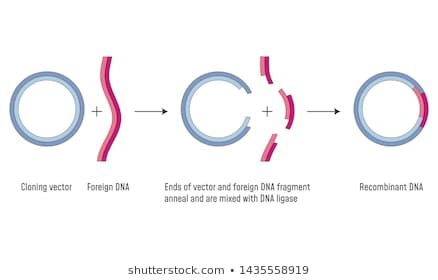 +
+
Cloning vector
Foreign DNA
Ends of vector and foreign DNA fragment
anneal and are mixed with DNA ligase
Recombinant DNA
shutterstock.com • 1435558919